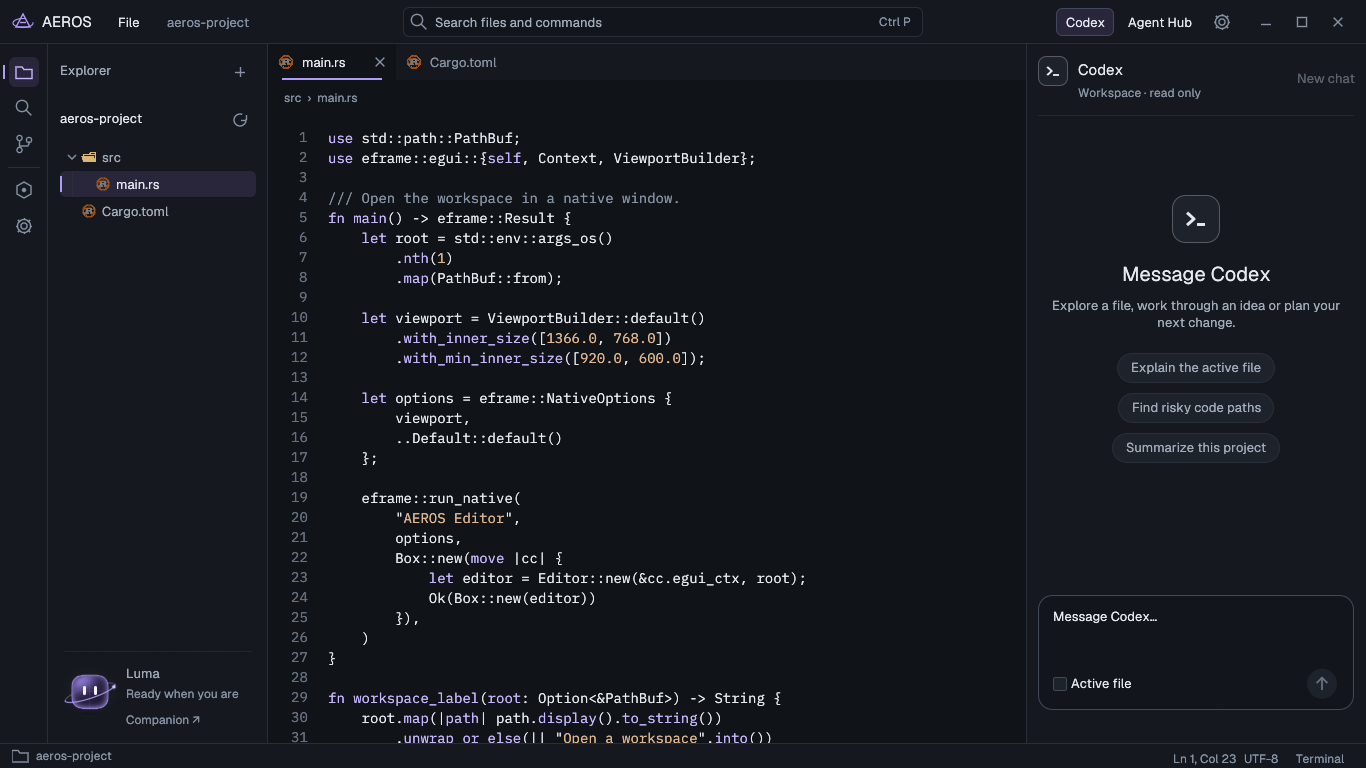 AEROS File aeros-project Search files and commands Ctrl P Codex Agent Hub
Explorer
aeros-project
src
main.rs
Cargo.toml
Luma
Ready when you are
Companion ↗
main.rs Cargo.toml
src › main.rs
1 use std::path::PathBuf;
2 use eframe::egui::{self, Context, ViewportBuilder};
3
4 /// Open the workspace in a native window.
5 fn main() -> eframe::Result {
6     let root = std::env::args_os()
7         .nth(1)
8         .map(PathBuf::from);
9
10     let viewport = ViewportBuilder::default()
11         .with_inner_size([1366.0, 768.0])
12         .with_min_inner_size([920.0, 600.0]);
13
14     let options = eframe::NativeOptions {
15         viewport,
16         ..Default::default()
17     };
18
19     eframe::run_native(
20         "AEROS Editor",
21         options,
22         Box::new(move |cc| {
23             let editor = Editor::new(&cc.egui_ctx, root);
24             Ok(Box::new(editor))
25         }),
26     )
27 }
28
29 fn workspace_label(root: Option<&PathBuf>) -> String {
30     root.map(|path| path.display().to_string())
31         .unwrap_or_else(|| "Open a workspace".into())
Codex
Workspace · read only
New chat
Message Codex
Explore a file, work through an idea or plan your
next change.
Explain the active file
Find risky code paths
Summarize this project
Message Codex…
Active file
aeros-project Ln 1, Col 23 UTF-8 Terminal